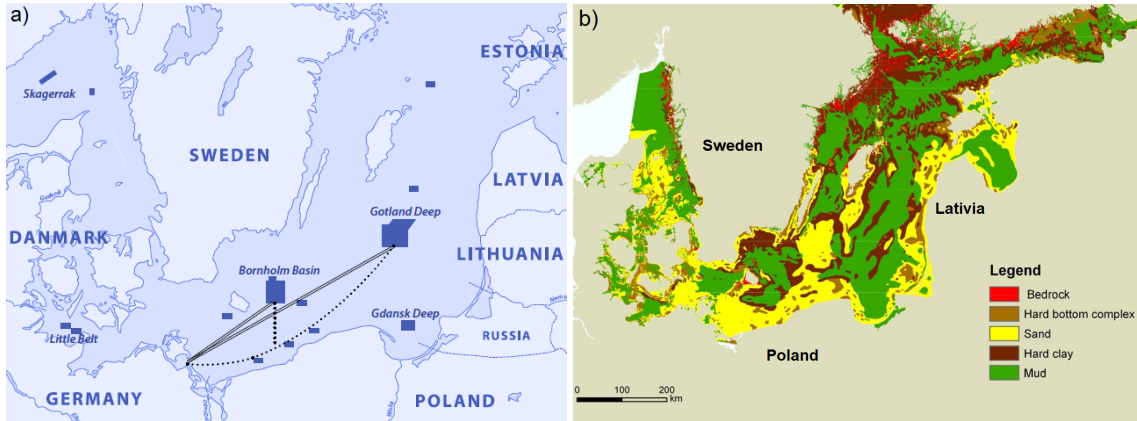 a)
ESTONIA
Skagerrak
SWEDEN
LATVIA
Gotland Deep
DANMARK
LITHUANIA
Bornholm Basin
Gdansk Deep
RUSSIA
Little Belt
GERMANY
POLAND
b)
Sweden
Lativia
Poland
Legend
Bedrock
Hard bottom complex
Sand
Hard clay
Mud
0 100 200
km